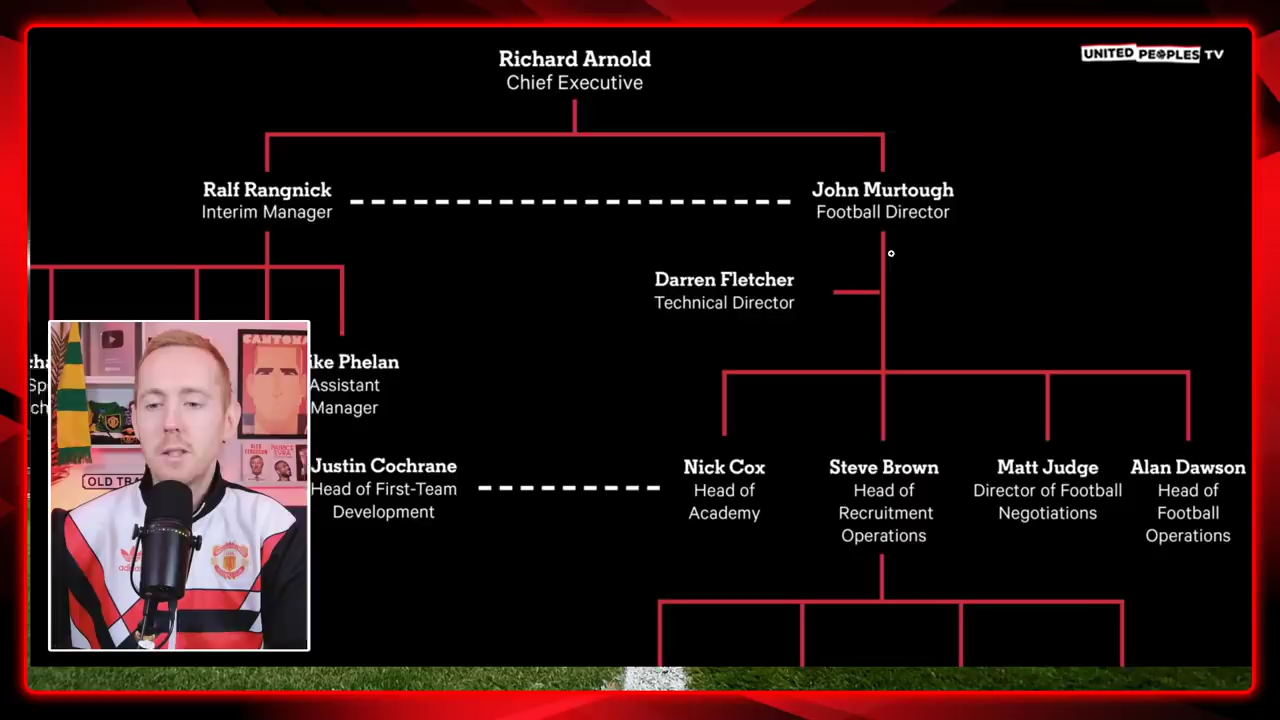 UNITED PEOPLES TV
Richard Arnold
Chief Executive
Ralf Rangnick
Interim Manager
John Murtough
Football Director
Darren Fletcher
Technical Director
ike Phelan
Assistant
Manager
CANTONA
Justin Cochrane
Head of First-Team
Development
Nick Cox
Head of
Academy
Steve Brown
Head of
Recruitment
Operations
Matt Judge
Director of Football
Negotiations
Alan Dawson
Head of
Football
Operations
OLD TRA